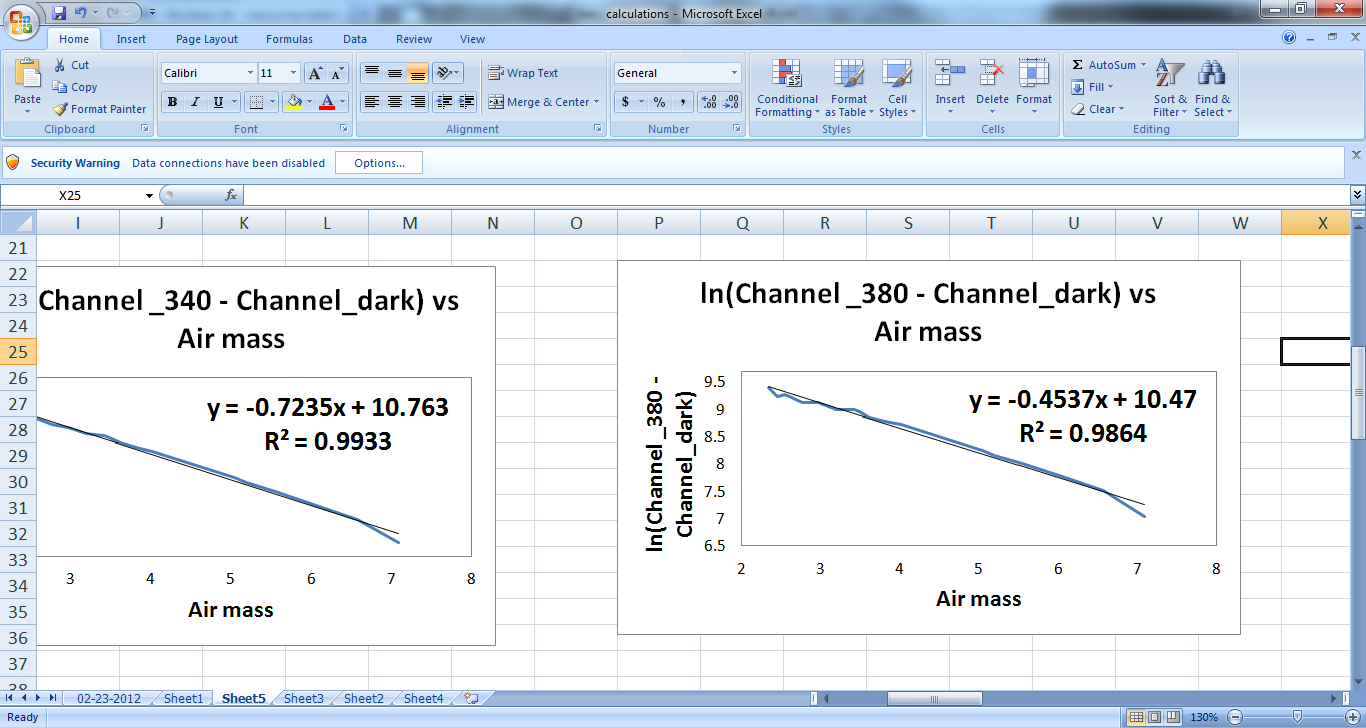 calculations - Microsoft Excel
Home Insert Page Layout Formulas Data Review View
Paste
Cut
Copy
Format Painter
Clipboard
Calibri 11
B I U
Font
Wrap Text
Merge & Center
Alignment
General
$ % ,
Number
Conditional Formatting
Format as Table
Cell Styles
Styles
Insert Delete Format
Cells
AutoSum
Fill
Clear
Sort & Filter
Find & Select
Editing
Security Warning Data connections have been disabled Options...
X25
fx
I J K L M N O P Q R S T U V W X
21
22
23
24
25
26
27
28
29
30
31
32
33
34
35
36
37
38
Channel _340 - Channel_dark) vs
Air mass
y = -0.7235x + 10.763
R² = 0.9933
3 4 5 6 7 8
Air mass
ln(Channel _380 - Channel_dark) vs
Air mass
ln(Channel _380 -
Channel_dark)
9.5
9
8.5
8
7.5
7
6.5
y = -0.4537x + 10.47
R² = 0.9864
2 3 4 5 6 7 8
Air mass
02-23-2012 Sheet1 Sheet5 Sheet3 Sheet2 Sheet4
Ready
130%